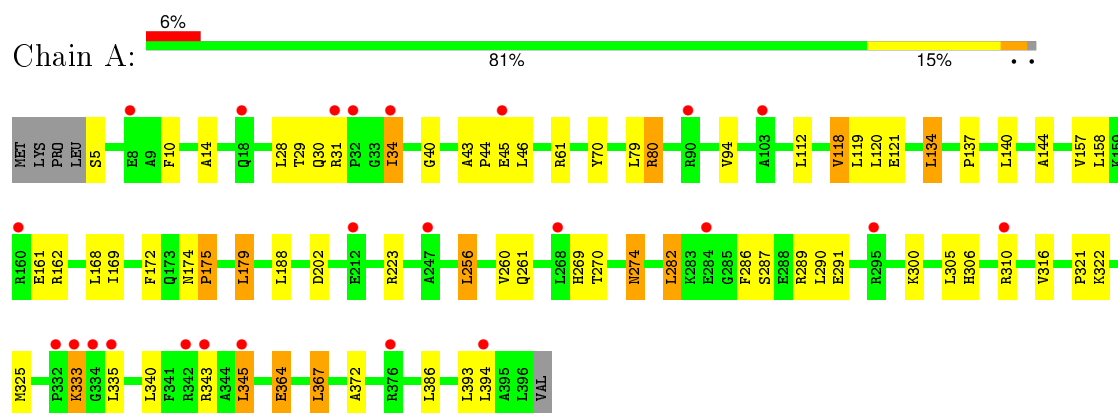 6%
Chain A:
81% 15% • •
MET LYS PRO LEU S5 E8 A9 F10 A14 Q18 L28 T29 Q30 R31 P32 G33 I34 G40 A43 P44 E45 L46 R61 Y70 L79 R80 R90 V94 A103 L112 V118 L119 L120 E121 L134 P137 L140 A144 V157 L158 K159
R160 E161 R162 L168 I169 F172 Q173 N174 P175 L179 L188 D202 E212 R223 A247 L256 V260 Q261 L268 H269 T270 N274 L282 K283 E284 G285 F286 S287 E288 R289 L290 E291 R295 K300 L305 H306 R310 V316 P321 K322
M325 P332 K333 G334 L335 L340 F341 R342 R343 A344 L345 E364 L367 A372 R376 L386 L393 L394 A395 L396 VAL